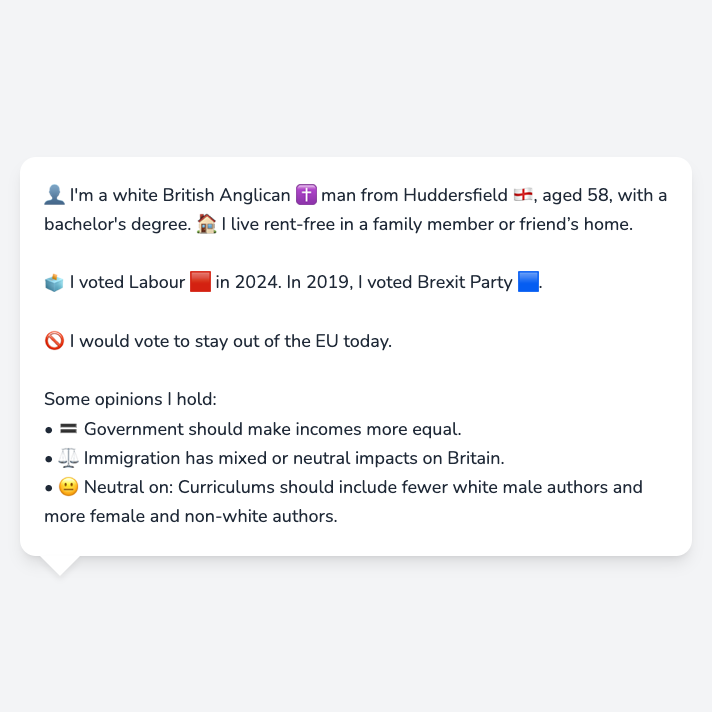 👤 I'm a white British Anglican ✝️ man from Huddersfield 🏴󠁧󠁢󠁥󠁮󠁧󠁿, aged 58, with a
bachelor's degree. 🏠 I live rent-free in a family member or friend’s home.
🗳️ I voted Labour 🟥 in 2024. In 2019, I voted Brexit Party 🟦.
🚫 I would vote to stay out of the EU today.
Some opinions I hold:
• 🟰 Government should make incomes more equal.
• ⚖️ Immigration has mixed or neutral impacts on Britain.
• 😐 Neutral on: Curriculums should include fewer white male authors and
more female and non-white authors.